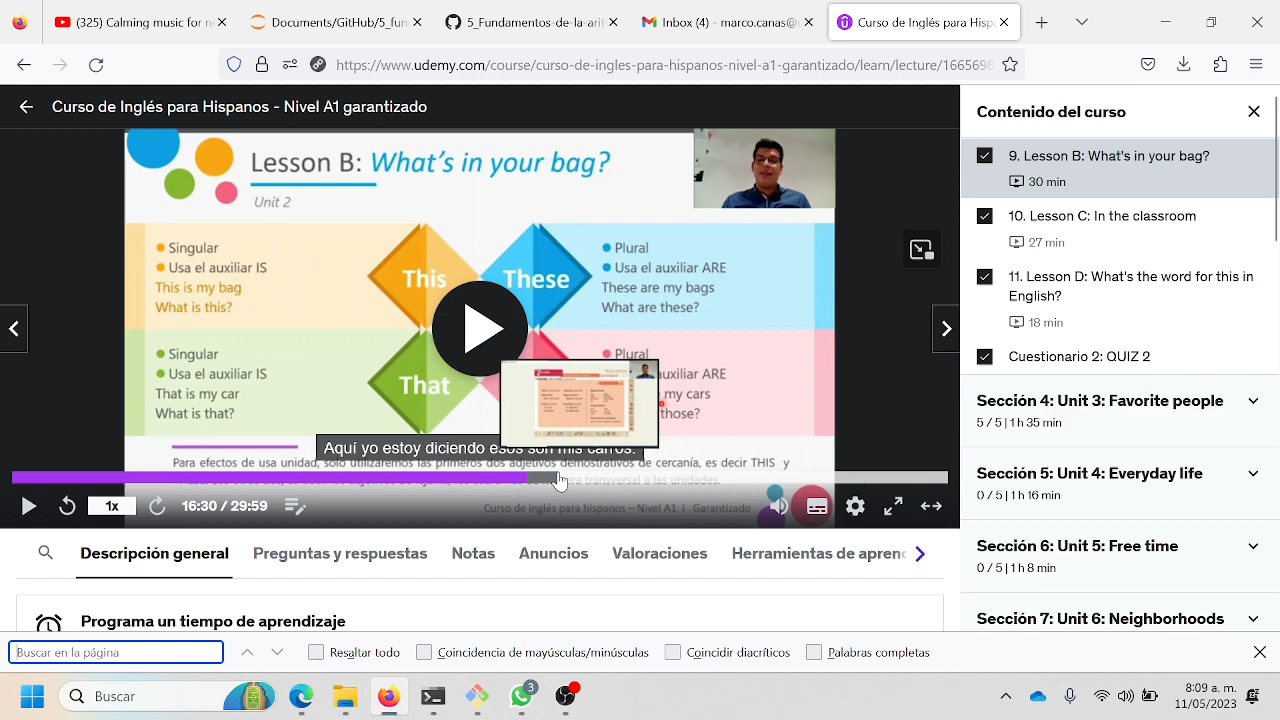 (325) Calming music for n
Documents/GitHub/5_fun
5_Fundamentos-de-la-arit
Inbox (4) - marco.canas@u
Curso de Inglés para Hispa
https://www.udemy.com/course/curso-de-ingles-para-hispanos-nivel-a1-garantizado/learn/lecture/1665698
Curso de Inglés para Hispanos - Nivel A1 garantizado
Lesson B: What's in your bag?
Unit 2
Singular
Usa el auxiliar IS
This is my bag
What is this?
This
These
Plural
Usa el auxiliar ARE
These are my bags
What are these?
Singular
Usa el auxiliar IS
That is my car
What is that?
That
Plural
auxiliar ARE
my cars
those?
Aquí yo estoy diciendo esos son mis carros.
Para efectos de usa unidad, solo utilizaremos las primeros dos adjetivos demostrativos de cercanía, es decir THIS y
transversal a las unidades.
Curso de inglés para hispanos – Nivel A1 I Garantizado
1x
16:30 / 29:59
Descripción general
Preguntas y respuestas
Notas
Anuncios
Valoraciones
Herramientas de aprenc
Programa un tiempo de aprendizaje
Contenido del curso
9. Lesson B: What's in your bag?
30 min
10. Lesson C: In the classroom
27 min
11. Lesson D: What's the word for this in
English?
18 min
Cuestionario 2: QUIZ 2
Sección 4: Unit 3: Favorite people
5 / 5 | 1 h 35 min
Sección 5: Unit 4: Everyday life
0 / 5 | 1 h 16 min
Sección 6: Unit 5: Free time
0 / 5 | 1 h 8 min
Sección 7: Unit 6: Neighborhoods
Buscar en la página
Resaltar todo
Coincidencia de mayúsculas/minúsculas
Coincidir diacríticos
Palabras completas
Buscar
3
8:09 a. m.
11/05/2023